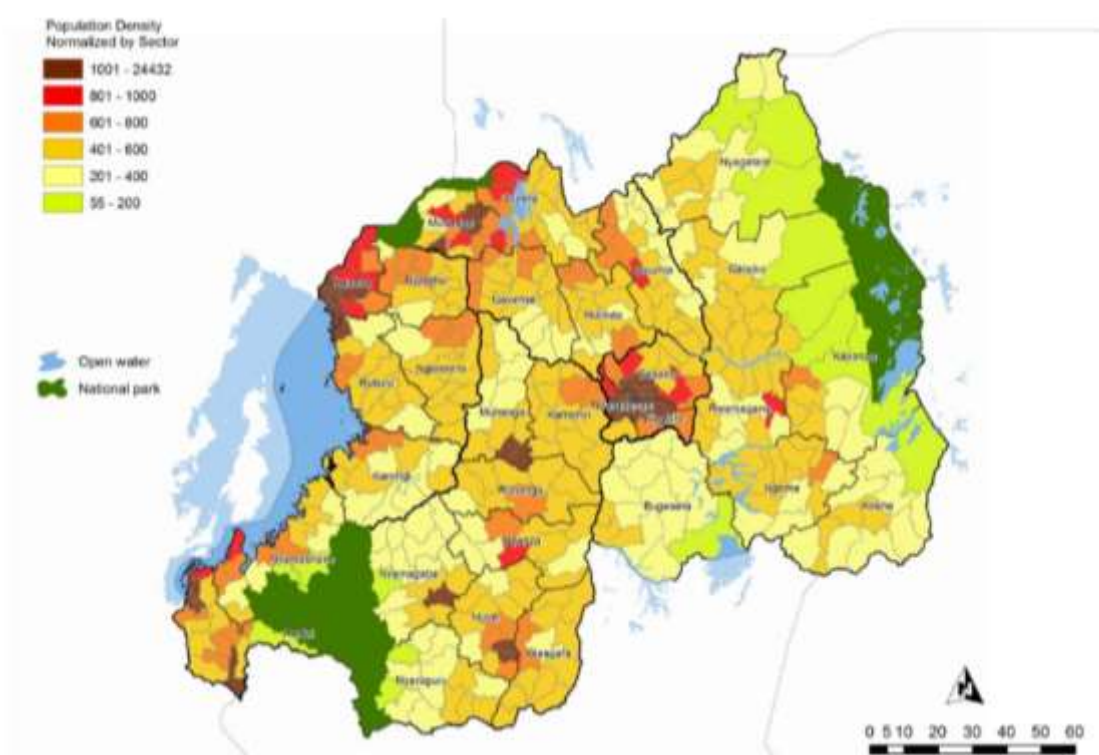 Population Density
Normalized by Sector
1001 - 24432
801 - 1000
601 - 800
401 - 600
201 - 400
55 - 200
Open water
National park
Nyagatare
Burera
Musanze
Gicumbi
Gatsibo
Rubavu
Nyabihu
Gakenke
Rulindo
Kayonza
Gasabo
Rutsiro
Ngororero
Nyarugenge
Rwamagana
Muhanga
Kamonyi
Karongi
Ruhango
Bugesera
Ngoma
Kirehe
Nyanza
Nyamasheke
Nyamagabe
Huye
Rusizi
Gisagara
Nyaruguru
0 5 10 20 30 40 50 60